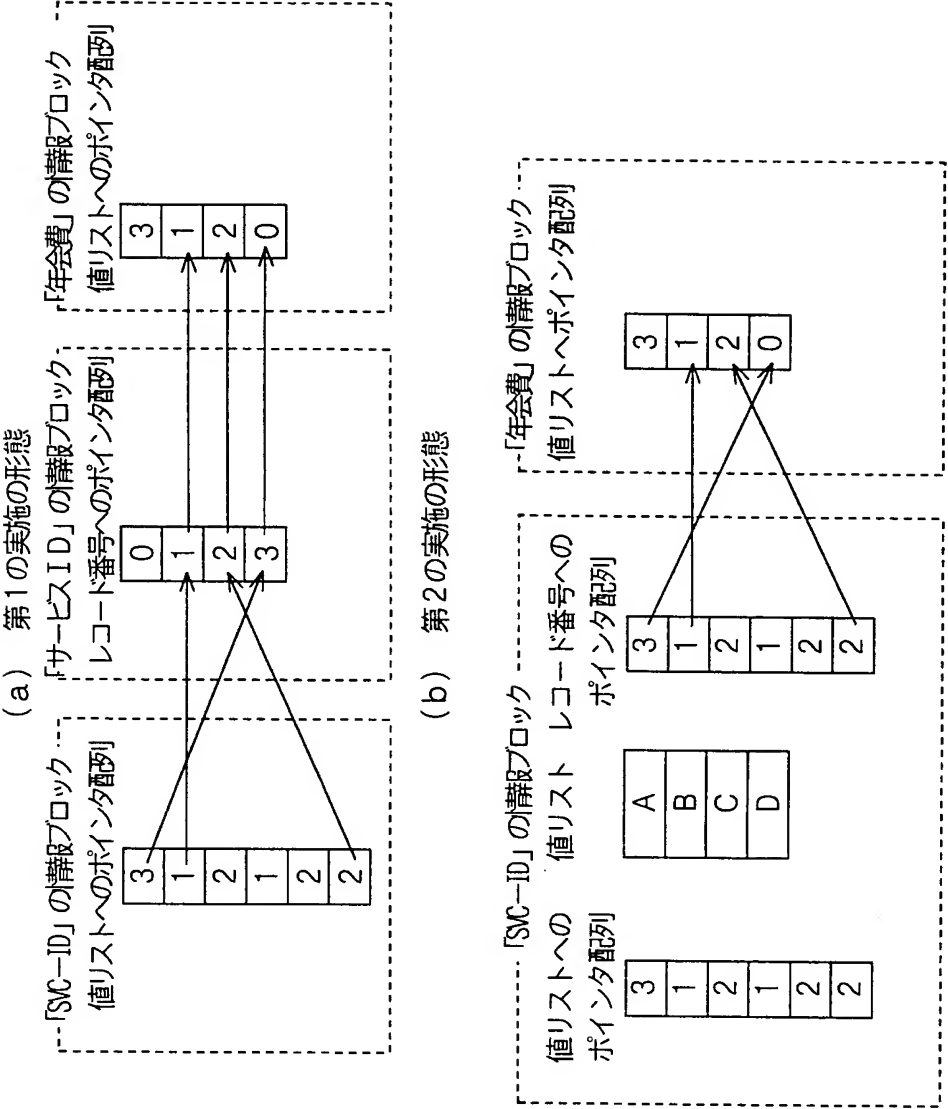 (a) 第1の実施の形態
「SVC−ID」の情報ブロック
値リストへのポインタ配列
3
1
2
1
2
2
「サービスID」の情報ブロック
レコード番号へのポインタ配列
0
1
2
3
「年会費」の情報ブロック
値リストへのポインタ配列
3
1
2
0
(b) 第2の実施の形態
「SVC−ID」の情報ブロック
値リストへの
ポインタ配列
3
1
2
1
2
2
値リスト
A
B
C
D
レコード番号への
ポインタ配列
3
1
2
1
2
2
「年会費」の情報ブロック
値リストへポインタ配列
3
1
2
0